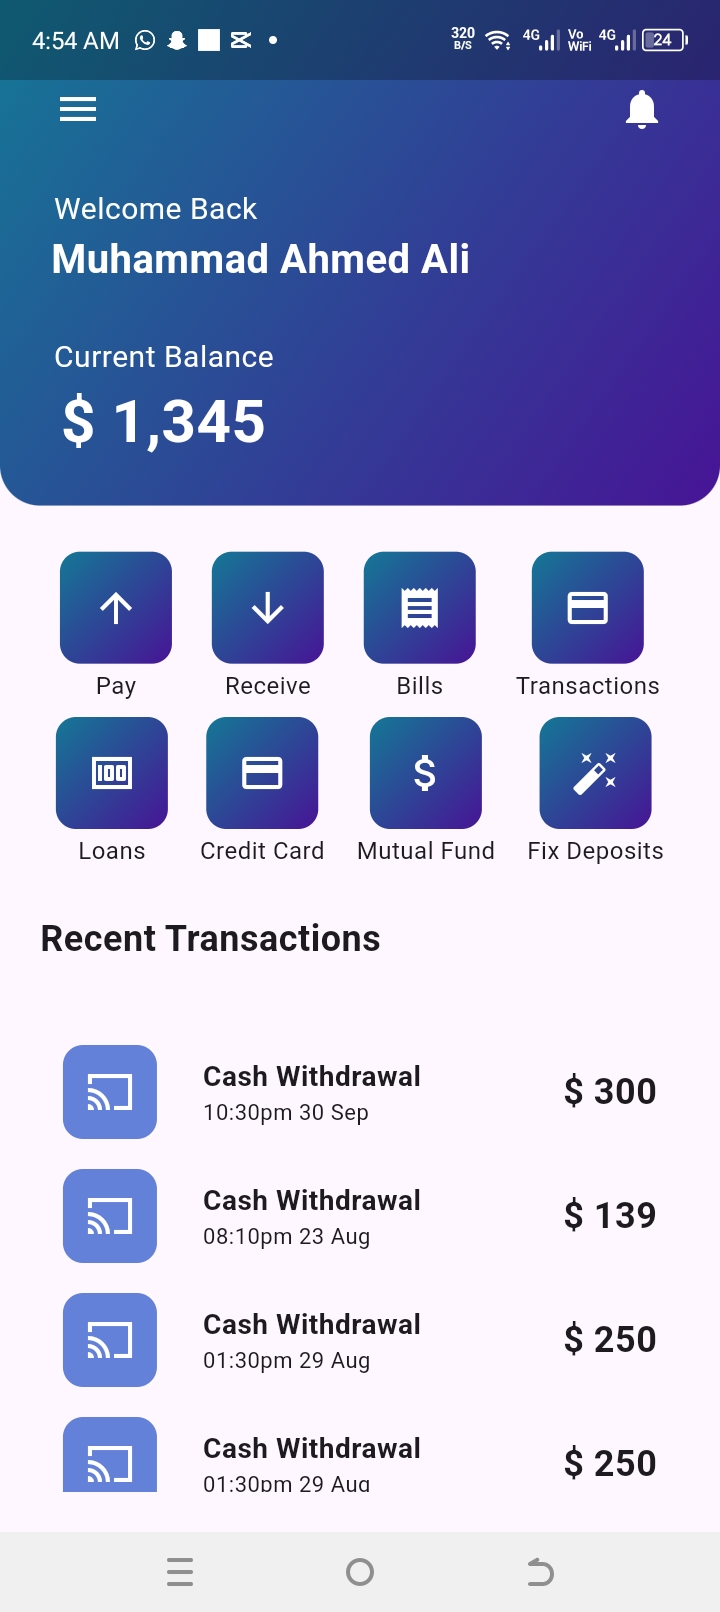 4:54 AM 320 B/S 4G Vo WiFi 4G 24
Welcome Back
Muhammad Ahmed Ali
Current Balance
$ 1,345
Pay Receive Bills Transactions
100 $
Loans Credit Card Mutual Fund Fix Deposits
Recent Transactions
Cash Withdrawal
10:30pm 30 Sep
$ 300
Cash Withdrawal
08:10pm 23 Aug
$ 139
Cash Withdrawal
01:30pm 29 Aug
$ 250
Cash Withdrawal
01:30pm 29 Aug
$ 250